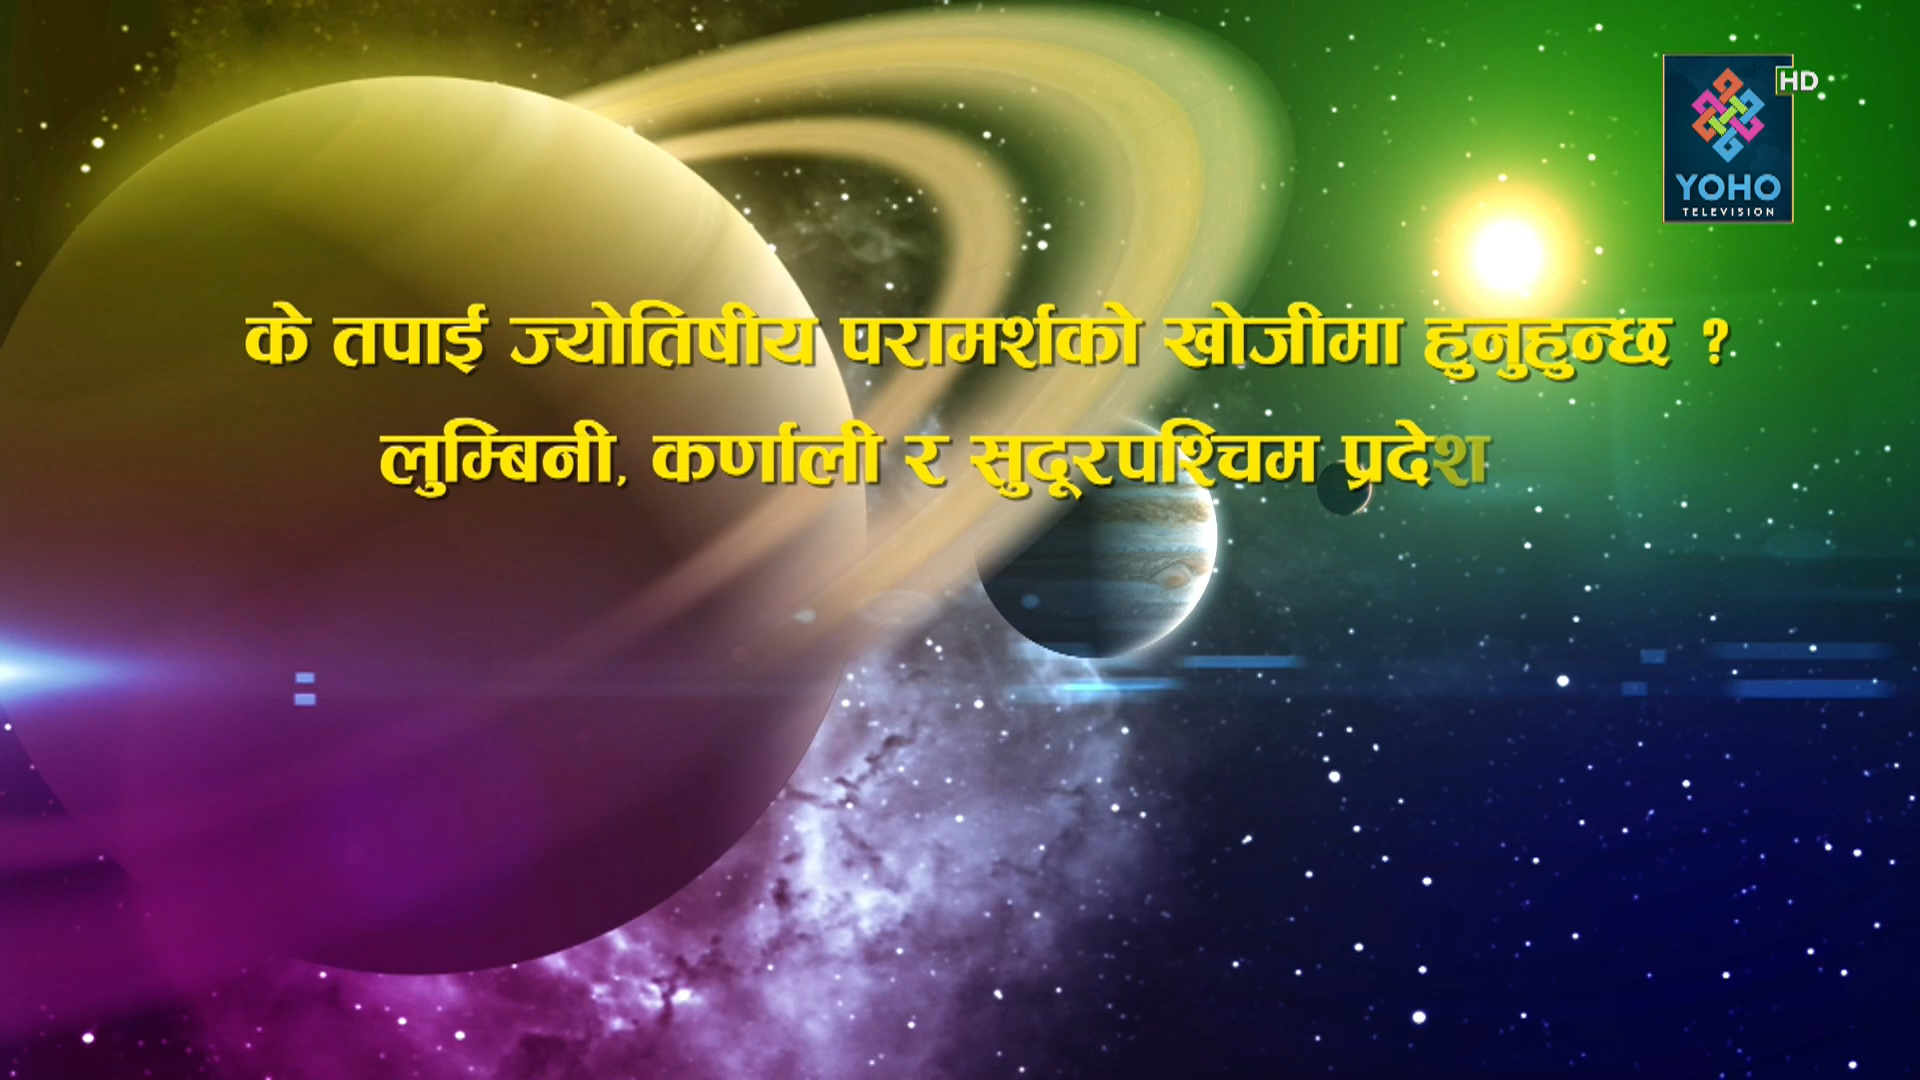 HD
YOHO
TELEVISION
के तपाई ज्योतिषीय परामर्शको खोजीमा हुनुहुन्छ ?
लुम्बिनी, कर्णाली र सुदूरपश्चिम प्रदेश